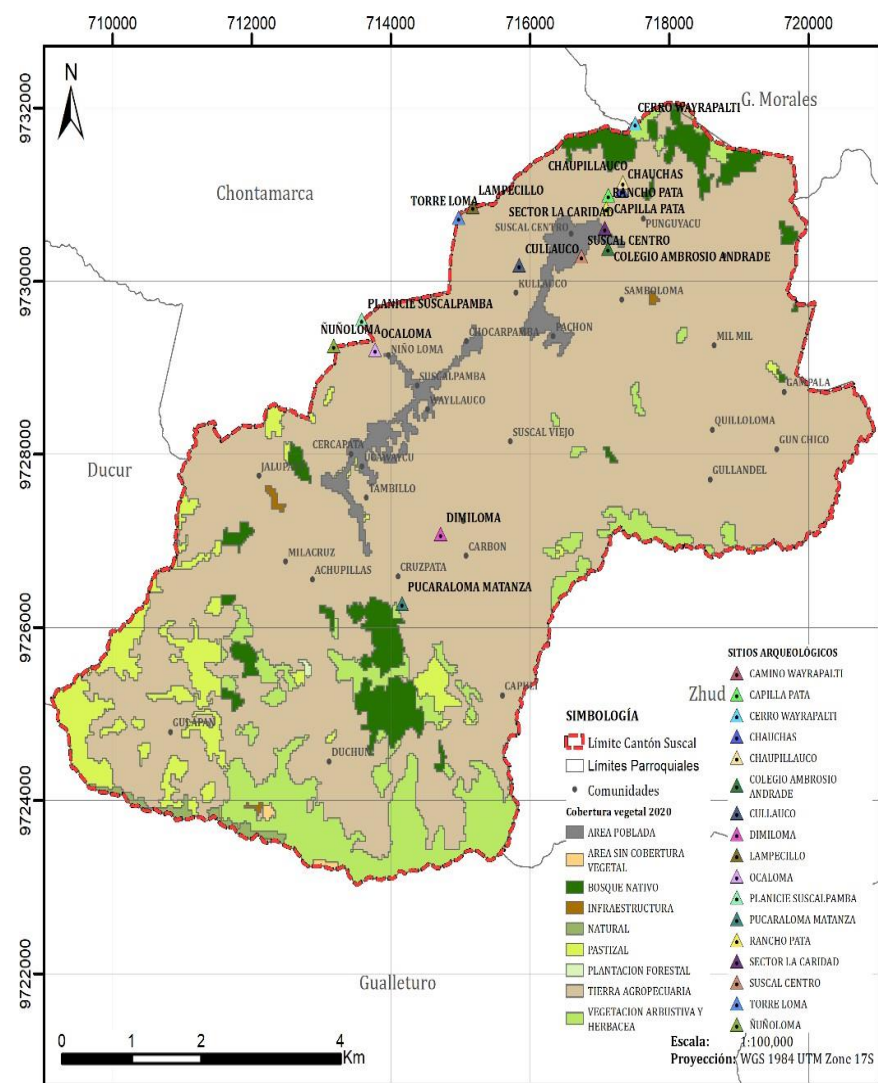 710000
712000
714000
716000
718000
720000
N
9732000
9730000
9728000
9726000
9724000
9722000
G. Morales
CERRO WAYRAPALTI
CHAUPILLAUCO
CHAUCHAS
Chontamarca
RANCHO PATA
LAMPECILLO
TORRE LOMA
SECTOR LA CARIDAD
CAPILLA PATA
PUNGUYACU
SUSCAL CENTRO
SUSCAL CENTRO
CULLAUCO
COLEGIO AMBROSIO ANDRADE
KULLAUCO
SAMBOLOMA
PLANICIE SUSCALPAMBA
ÑUÑOLOMA
OCALOMA
CHOCARPAMBA
PACHON
NIÑO LOMA
MIL MIL
SUSCALPAMBA
GAMPALA
WAYLLAUCO
QUILLOLOMA
CERCAPATA
SUSCAL VIEJO
GUN CHICO
Ducur
JALUPA
GULLANDEL
TAMBILLO
DIMILOMA
MILACRUZ
CARBON
ACHUPILLAS
CRUZPATA
PUCARALOMA MATANZA
GULAPAN
DUCHUN
Zhud
Gualleturo
SIMBOLOGÍA
Límite Cantón Suscal
Límites Parroquiales
Comunidades
Cobertura vegetal 2020
AREA POBLADA
AREA SIN COBERTURA
VEGETAL
BOSQUE NATIVO
INFRAESTRUCTURA
NATURAL
PASTIZAL
PLANTACION FORESTAL
TIERRA AGROPECUARIA
VEGETACION ARBUSTIVA Y
HERBACEA
SITIOS ARQUEOLÓGICOS
CAMINO WAYRAPALTI
CAPILLA PATA
CERRO WAYRAPALTI
CHAUCHAS
CHAUPILLAUCO
COLEGIO AMBROSIO
ANDRADE
CULLAUCO
DIMILOMA
LAMPECILLO
OCALOMA
PLANICIE SUSCALPAMBA
PUCARALOMA MATANZA
RANCHO PATA
SECTOR LA CARIDAD
SUSCAL CENTRO
TORRE LOMA
ÑUÑOLOMA
Escala: 1:100,000
Proyección: WGS 1984 UTM Zone 17S
0 1 2 4
Km